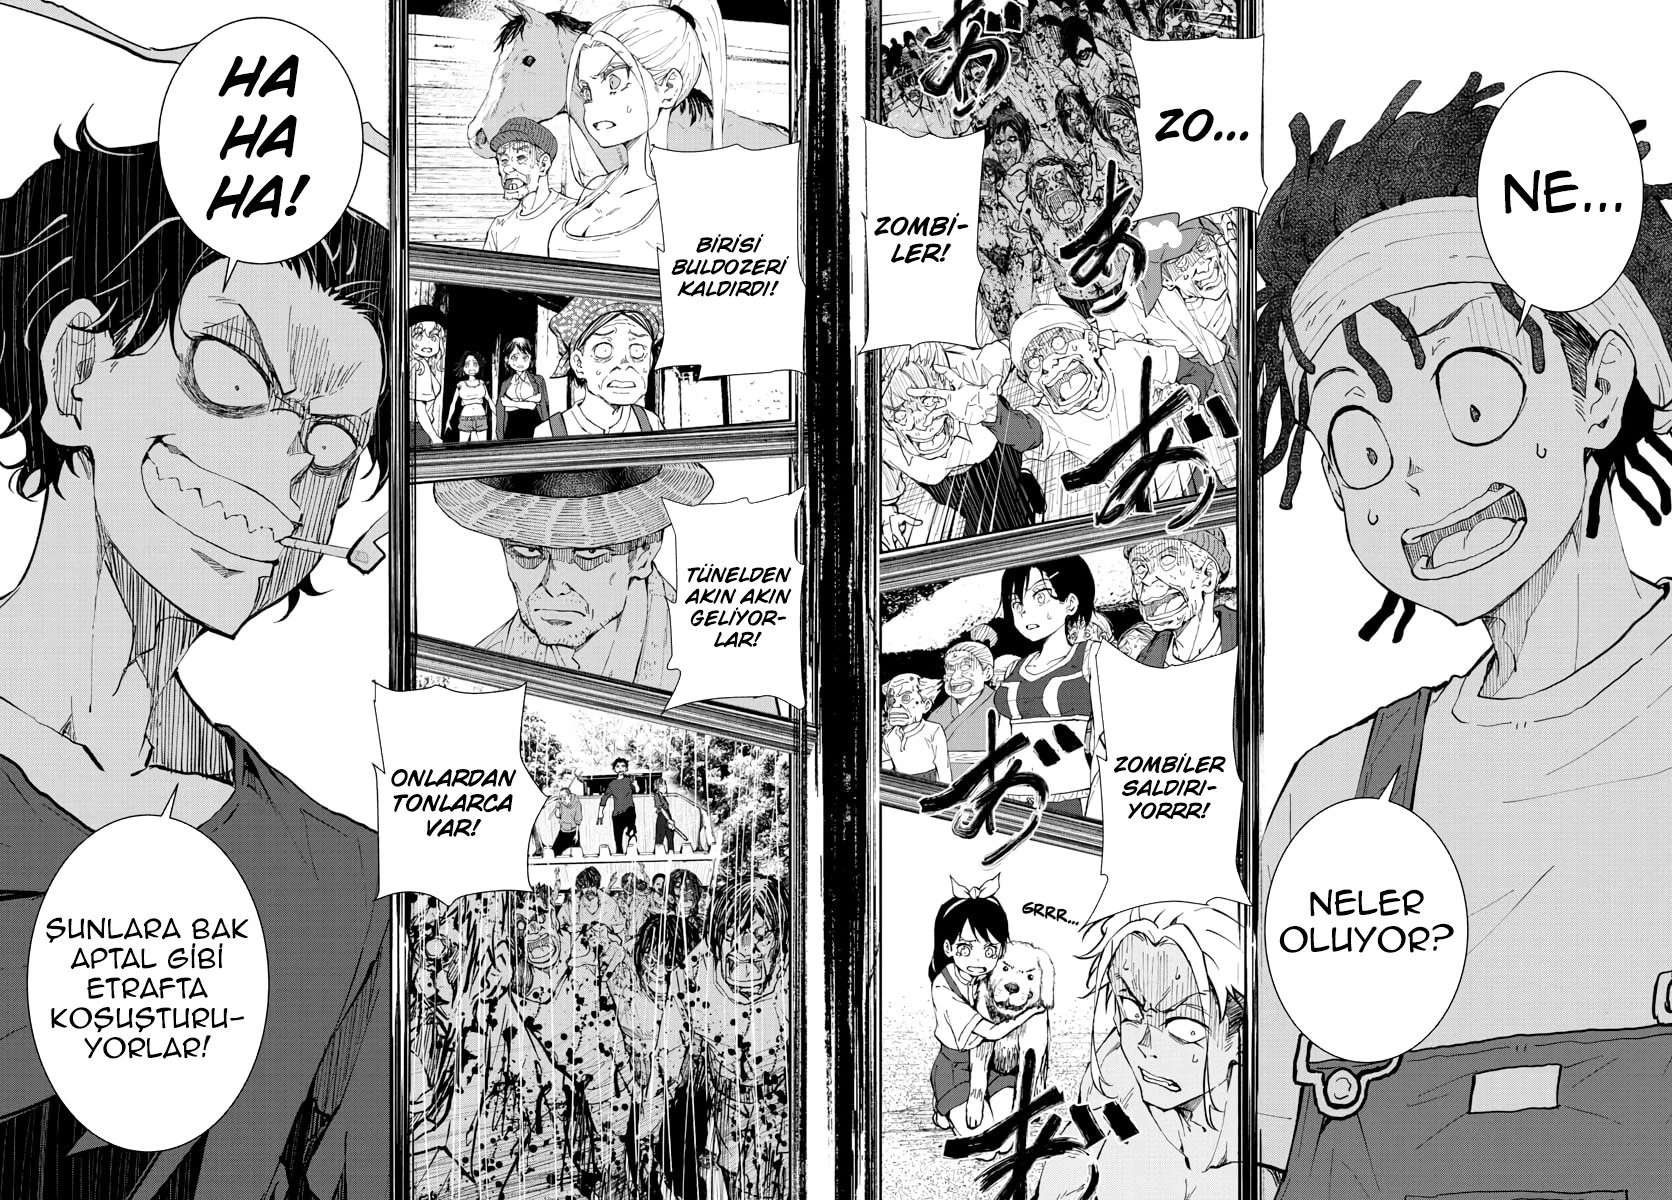 NE...
NELER
OLUYOR?
ZO...
ZOMBİ-
LER!
ZOMBİLER
SALDIRI-
YORRR!
GRRR...
BİRİSİ
BULDOZERİ
KALDIRDI!
TÜNELDEN
AKIN AKIN
GELİYOR-
LAR!
ONLARDAN
TONLARCA
VAR!
HA
HA
HA!
ŞUNLARA BAK
APTAL GİBİ
ETRAFTA
KOŞUŞTURU-
YORLAR!